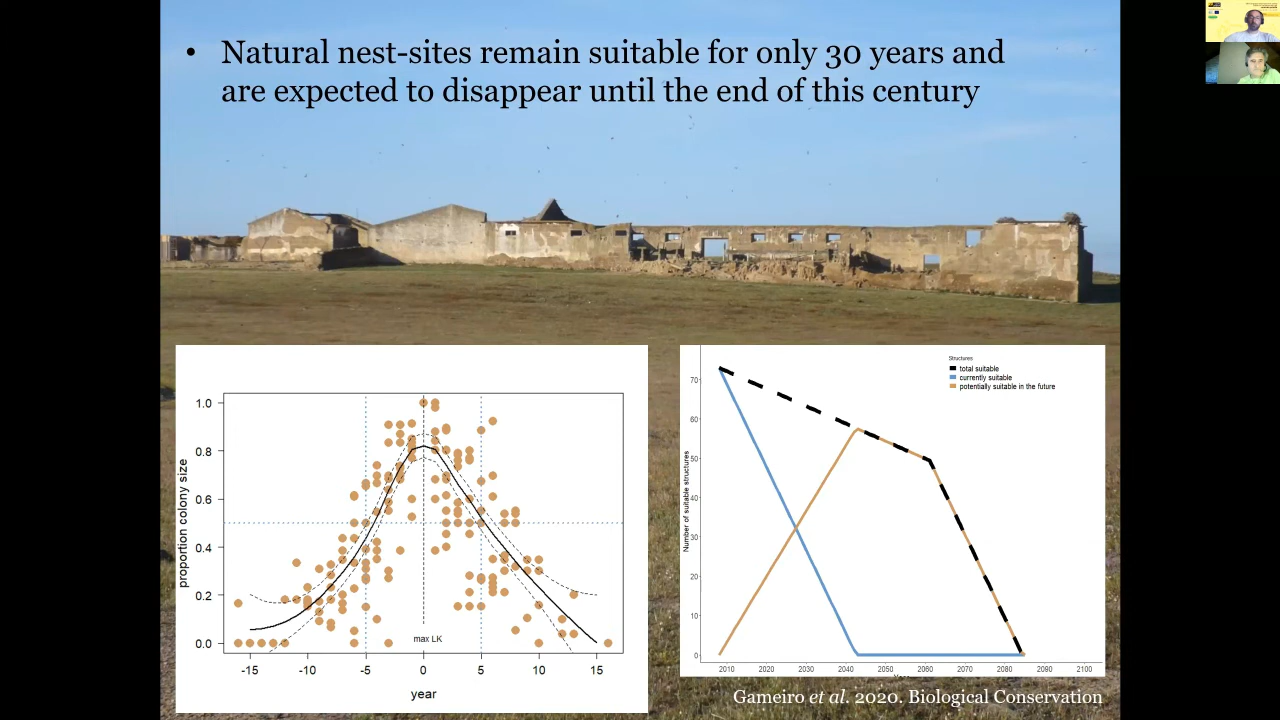 • Natural nest-sites remain suitable for only 30 years and
are expected to disappear until the end of this century
proportion colony size
1.0
0.8
0.6
0.4
0.2
0.0
max LK
-15 -10 -5 0 5 10 15
year
Structures
total suitable
currently suitable
potentially suitable in the future
Number of suitable structures
70
60
50
40
30
20
10
0
2010 2020 2030 2040 2050 2060 2070 2080 2090 2100
Gameiro et al. 2020. Biological Conservation